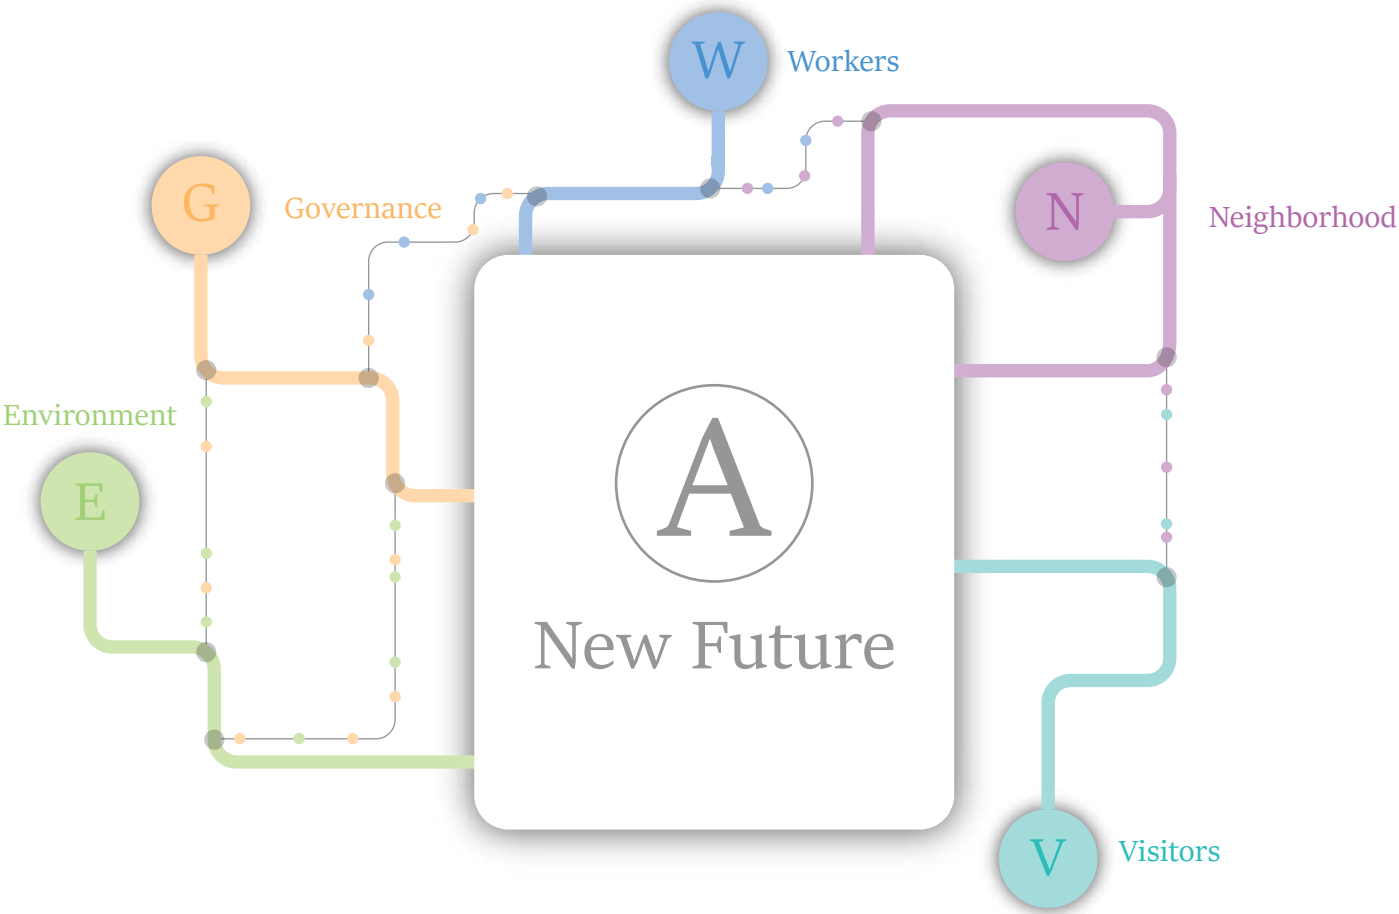 W
Workers
G
Governance
N
Neighborhood
Environment
E
A
New Future
V
Visitors